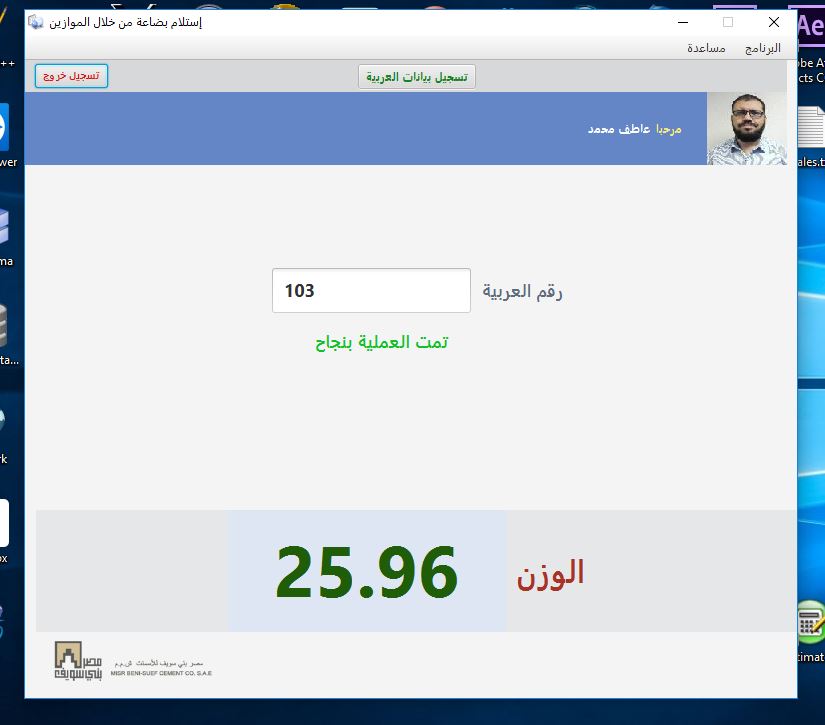 إستلام بضاعة من خلال الموازين
البرنامج مساعدة
تسجيل بيانات العربية
تسجيل خروج
مرحبا عاطف محمد
رقم العربية 103
تمت العملية بنجاح
الوزن 25.96
مصر بني سويف
مصر بني سويف للأسمنت ش.م.م
MISR BENI-SUEF CEMENT CO. S.A.E
Ae
++
wer
ales.t
ma
ta...
rk
ox
timat